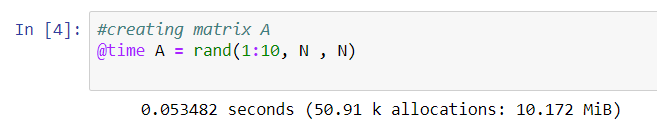 In [4]: #creating matrix A
@time A = rand(1:10, N , N)
0.053482 seconds (50.91 k allocations: 10.172 MiB)